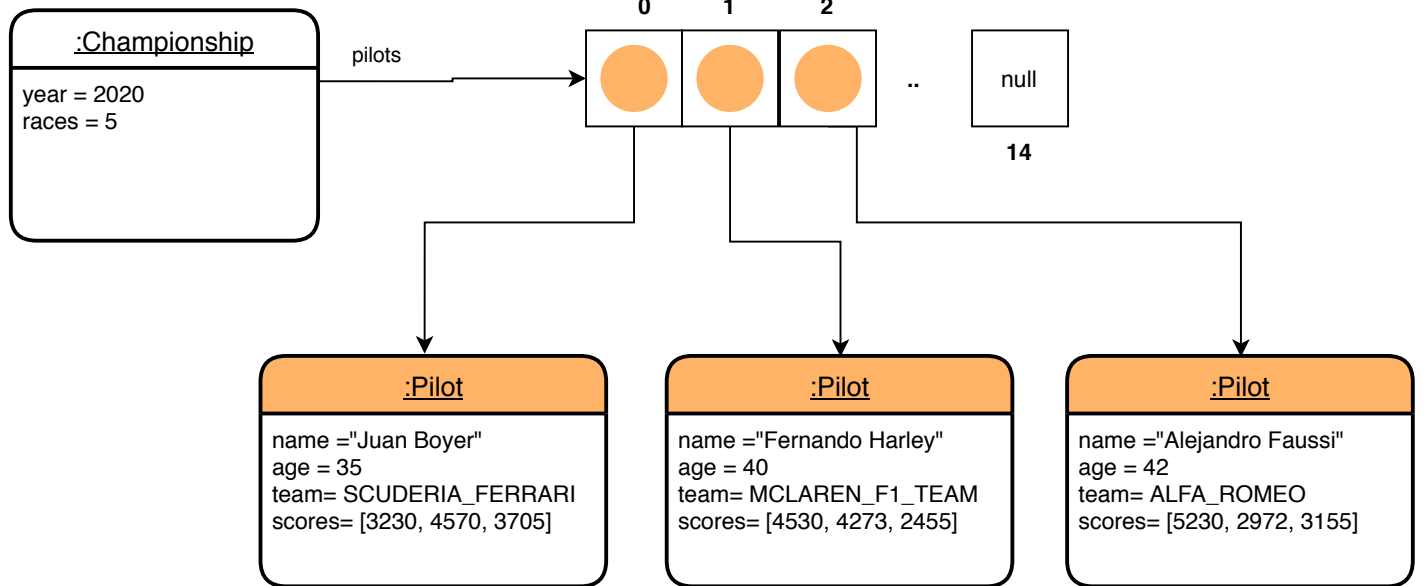 0 1 2
:Championship
pilots
year = 2020
races = 5
..
null
14
:Pilot
name ="Juan Boyer"
age = 35
team= SCUDERIA_FERRARI
scores= [3230, 4570, 3705]
:Pilot
name ="Fernando Harley"
age = 40
team= MCLAREN_F1_TEAM
scores= [4530, 4273, 2455]
:Pilot
name ="Alejandro Faussi"
age = 42
team= ALFA_ROMEO
scores= [5230, 2972, 3155]